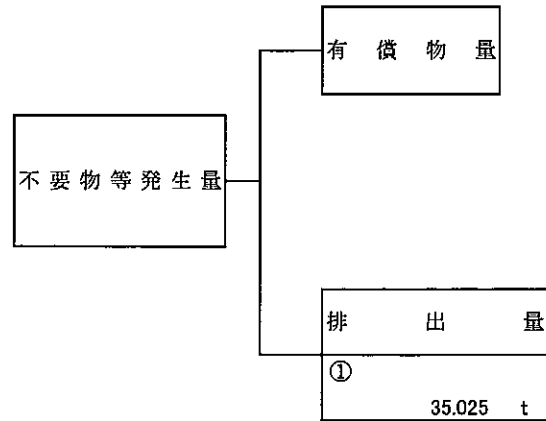 有償物量
不要物等発生量
排出量
①
35.025 t